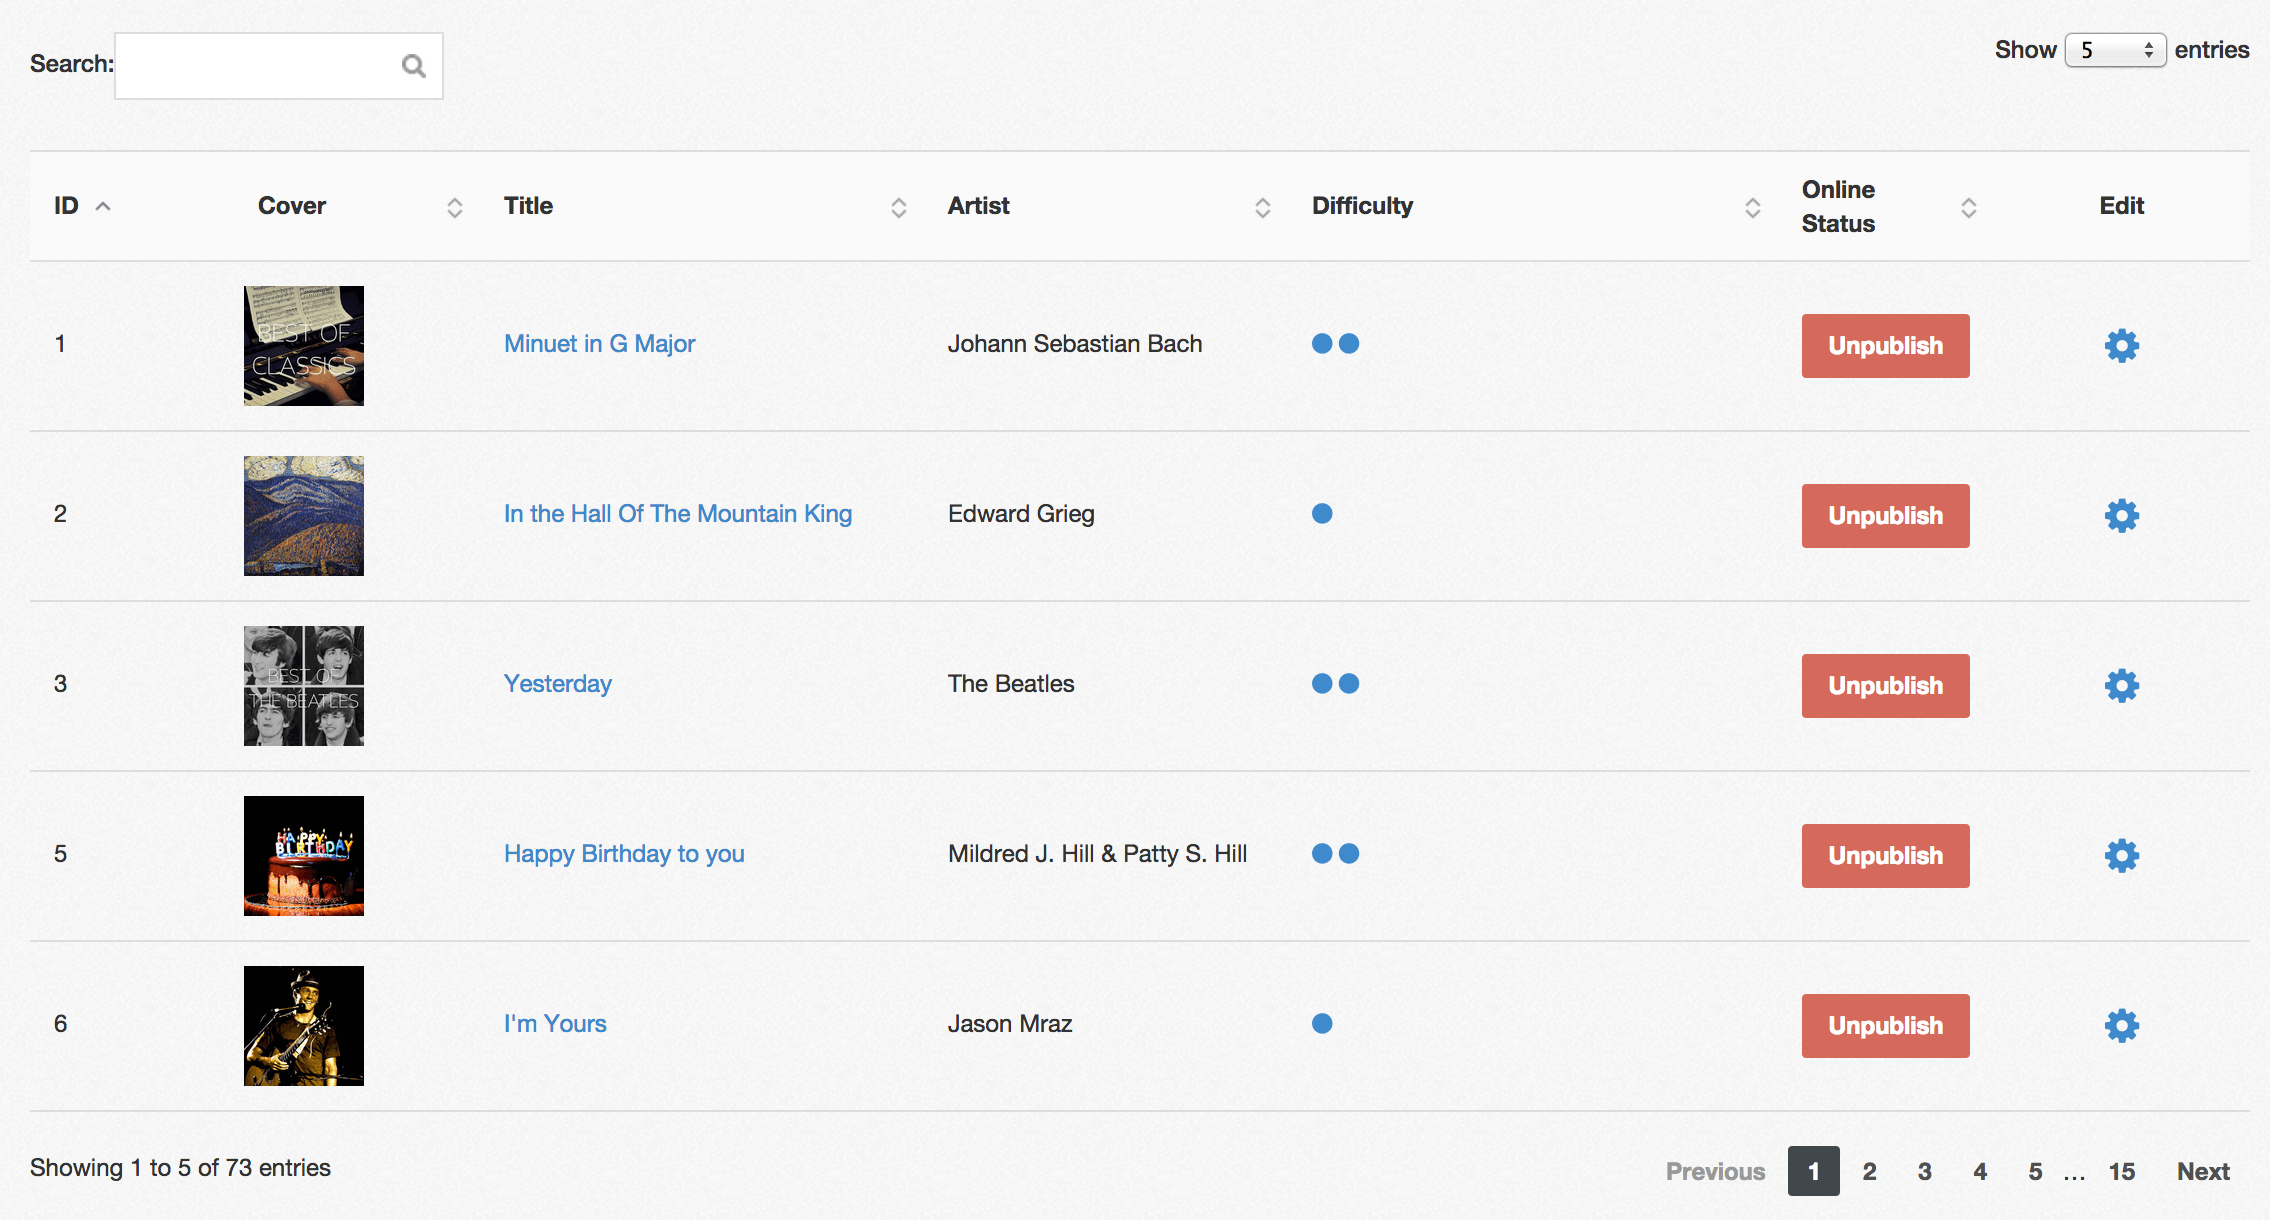 Search:
Show 5 entries
ID Cover Title Artist Difficulty Online Status Edit
1 BEST OF CLASSICS Minuet in G Major Johann Sebastian Bach Unpublish
2 In the Hall Of The Mountain King Edward Grieg Unpublish
3 BEST OF THE BEATLES Yesterday The Beatles Unpublish
5 HAPPY BIRTHDAY Happy Birthday to you Mildred J. Hill & Patty S. Hill Unpublish
6 I'm Yours Jason Mraz Unpublish
Showing 1 to 5 of 73 entries
Previous 1 2 3 4 5 ... 15 Next